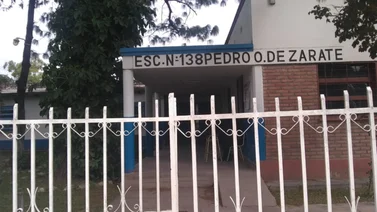 ESC. Nº 138 PEDRO O. DE ZARATE